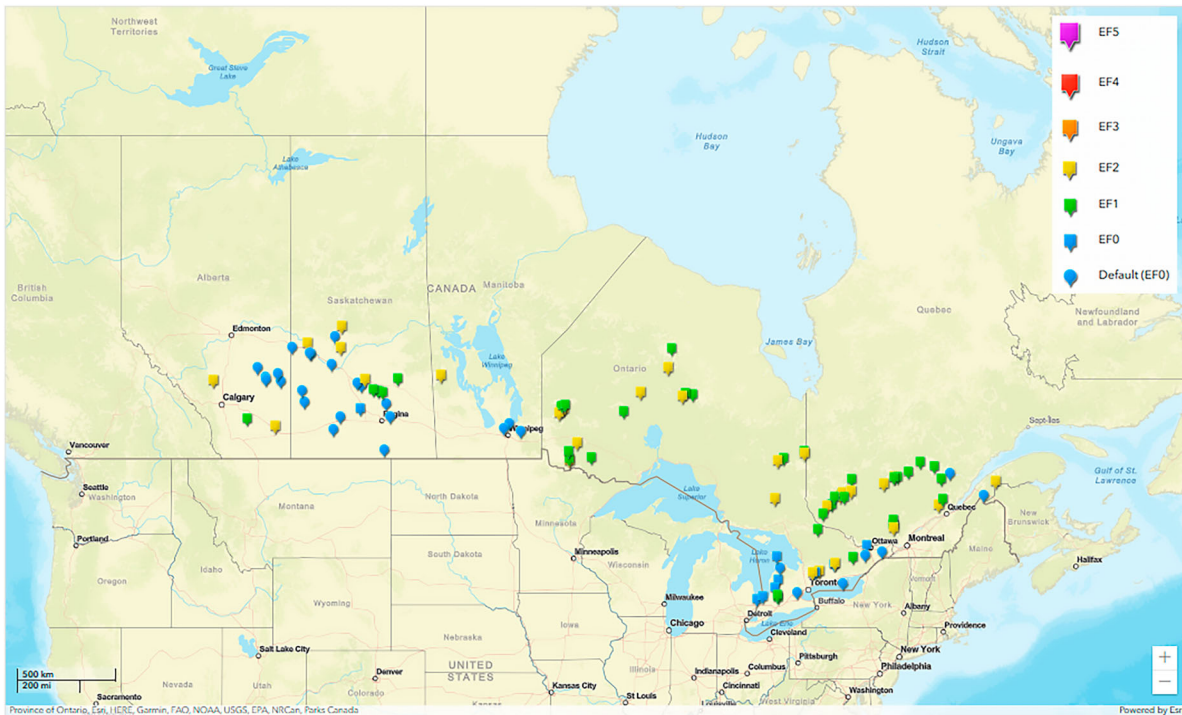 Northwest
Territories
Great Slave
Lake
Lake
Athabasca
Hudson
Bay
Hudson
Strait
Ungava
Bay
EF5
EF4
EF3
EF2
EF1
EF0
Default (EF0)
Alberta
British
Columbia
Saskatchewan
CANADA
Manitoba
Quebec
Newfoundland
and Labrador
Edmonton
Lake
Winnipeg
James Bay
Ontario
Calgary
Regina
Winnipeg
Sept-Iles
Vancouver
Gulf of St.
Lawrence
Seattle
Washington
North Dakota
Lake
Superior
Quebec
New
Brunswick
Montana
Minnesota
Ottawa
Montreal
Maine
Halifax
Portland
Minneapolis
Lake
Huron
Oregon
Idaho
South Dakota
Wisconsin
Toronto
Vermont
Wyoming
Milwaukee
Detroit
Buffalo
New York
Albany
Iowa
Chicago
Lake Erie
Cleveland
Providence
Nebraska
Salt Lake City
New York
Pittsburgh
Philadelphia
500 km
200 mi
Nevada
Utah
Denver
Colorado
UNITED
STATES
Illinois
Indianapolis
Columbus
Cincinnati
Kansas City
St Louis
Washington
West Virginia
Sacramento
Kansas
Louisville
+
−
Province of Ontario, Esri, HERE, Garmin, FAO, NOAA, USGS, EPA, NRCan, Parks Canada
Powered by Esri